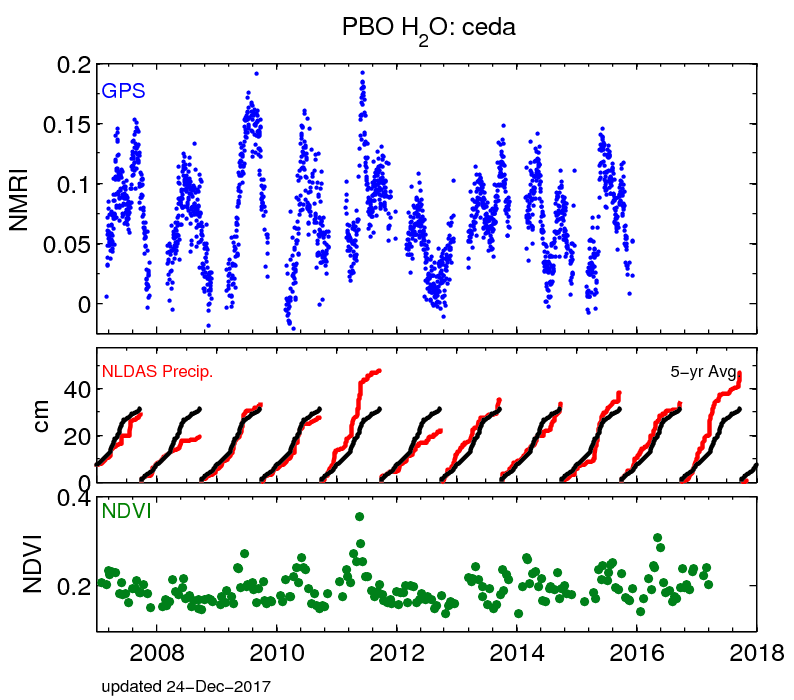 PBO H2O: ceda
0.2
GPS
0.15
0.1
0.05
0
NMRI
NLDAS Precip. 5−yr Avg
40
20
0
cm
0.4
NDVI
0.2
NDVI
2008 2010 2012 2014 2016 2018
updated 24−Dec−2017